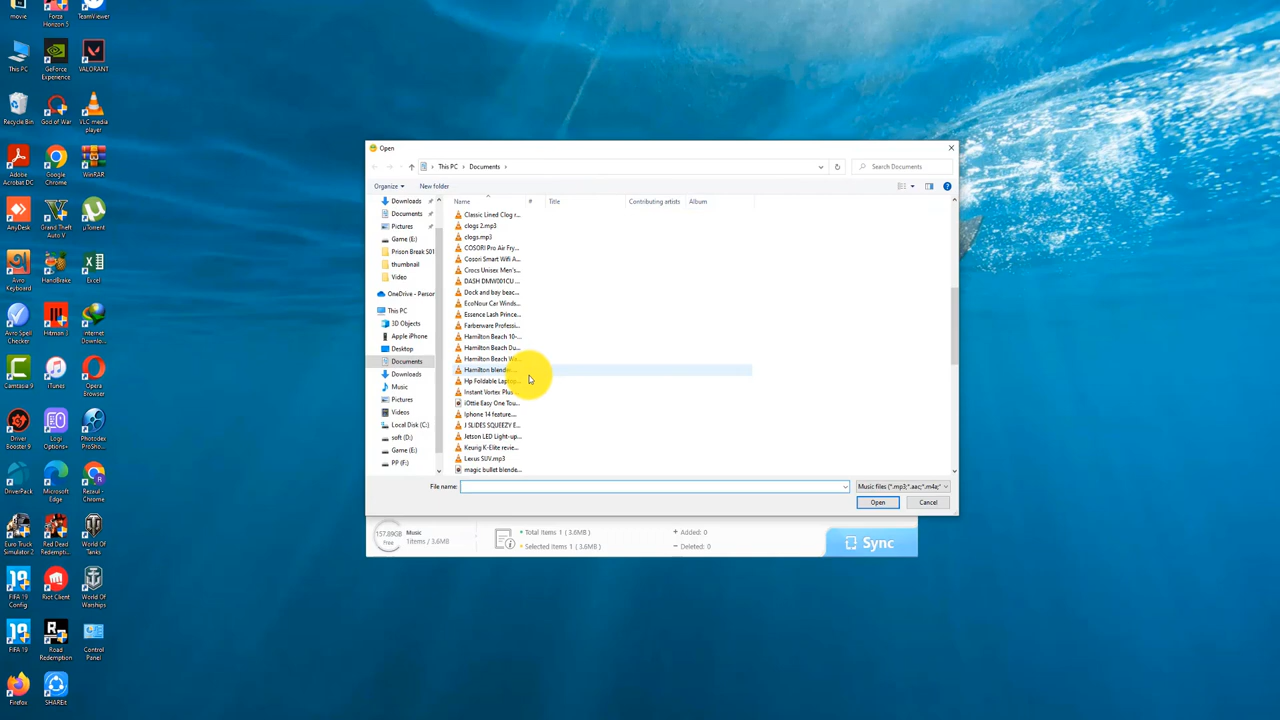 movie
Forza Horizon 5
TeamViewer
This PC
GeForce Experience
VALORANT
Recycle Bin
God of War
VLC media player
Adobe Acrobat DC
Google Chrome
WinRAR
AnyDesk
Grand Theft Auto V
µTorrent
Avro Keyboard
HandBrake
Excel
Avro Spell Checker
Hitman 3
Internet Downlo...
Camtasia 9
iTunes
Opera Browser
Driver Booster 9
Logi Options+
Photodex ProSho...
DriverPack
Microsoft Edge
Rezaul - Chrome
Euro Truck Simulator 2
Red Dead Redempti...
World Of Tanks
FIFA 19 Config
Riot Client
World Of Warships
FIFA 19
Road Redemption
Control Panel
Firefox
SHAREit
Open
This PC > Documents >
Search Documents
Organize
New folder
Name
#
Title
Contributing artists
Album
Downloads
Documents
Pictures
Game (E:)
Prison Break S01
thumbnail
Video
OneDrive - Person
This PC
3D Objects
Apple iPhone
Desktop
Documents
Downloads
Music
Pictures
Videos
Local Disk (C:)
soft (D:)
Game (E:)
PP (F:)
Classic Lined Clog r...
clogs 2.mp3
clogs.mp3
COSORI Pro Air Fry...
Cosori Smart Wifi A...
Crocs Unisex Men's...
DASH DMW001CU ...
Dock and bay beac...
EcoNour Car Winds...
Essence Lash Prince...
Farberware Professi...
Hamilton Beach 10-...
Hamilton Beach Du...
Hamilton Beach Wa...
Hamilton blender...
Hp Foldable Laptop...
Instant Vortex Plus ...
iOttie Easy One Tou...
Iphone 14 feature....
J SLIDES SQUEEZY E...
Jetson LED Light-up...
Keurig K-Elite revie...
Lexus SUV.mp3
magic bullet blende...
File name:
Music files (*.mp3;*.aac;*.m4a;*
Open
Cancel
157.89GB
Free
Music
1items / 3.6MB
Total Items 1 ( 3.6MB )
Selected Items 1 ( 3.6MB )
+ Added: 0
− Deleted: 0
Sync